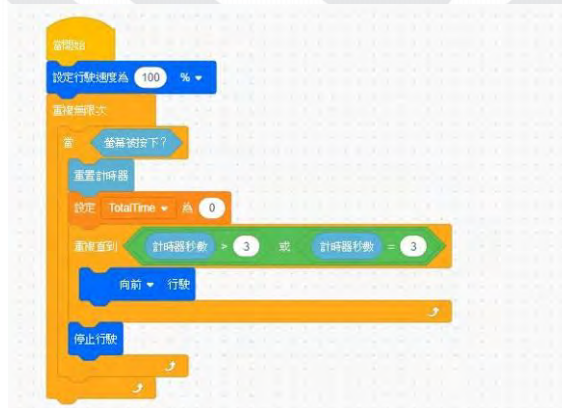 當開始
設定行駛速度為 100 %
重複無限次
當 螢幕被按下?
重置計時器
設定 TotalTime 為 0
重複直到 計時器秒數 > 3 或 計時器秒數 = 3
向前 行駛
停止行駛